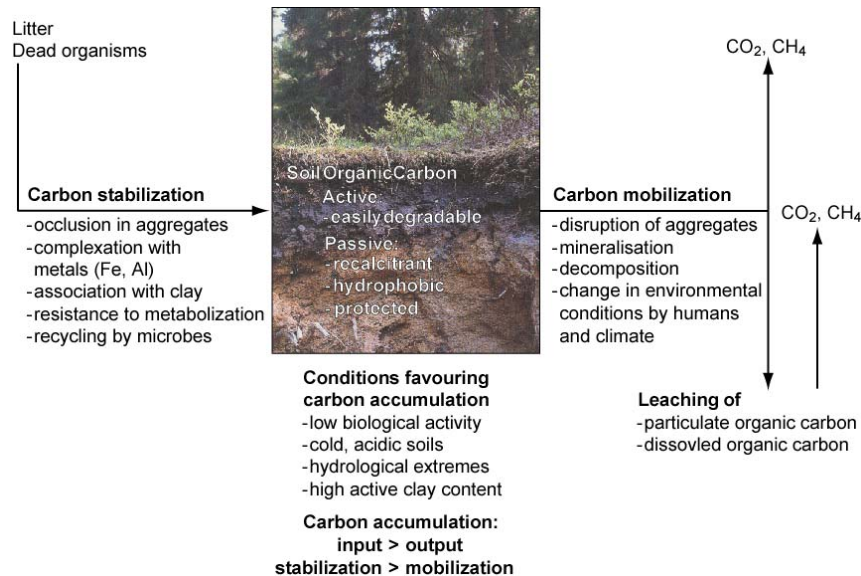 Litter
Dead organisms
Carbon stabilization
-occlusion in aggregates
-complexation with
metals (Fe, Al)
-association with clay
-resistance to metabolization
-recycling by microbes
Soil Organic Carbon
Active
-easily degradable
Passive:
-recalcitrant
-hydrophobic
-protected
Conditions favouring
carbon accumulation
-low biological activity
-cold, acidic soils
-hydrological extremes
-high active clay content
Carbon accumulation:
input > output
stabilization > mobilization
Carbon mobilization
-disruption of aggregates
-mineralisation
-decomposition
-change in environmental
conditions by humans
and climate
CO₂, CH₄
CO₂, CH₄
Leaching of
-particulate organic carbon
-dissovled organic carbon